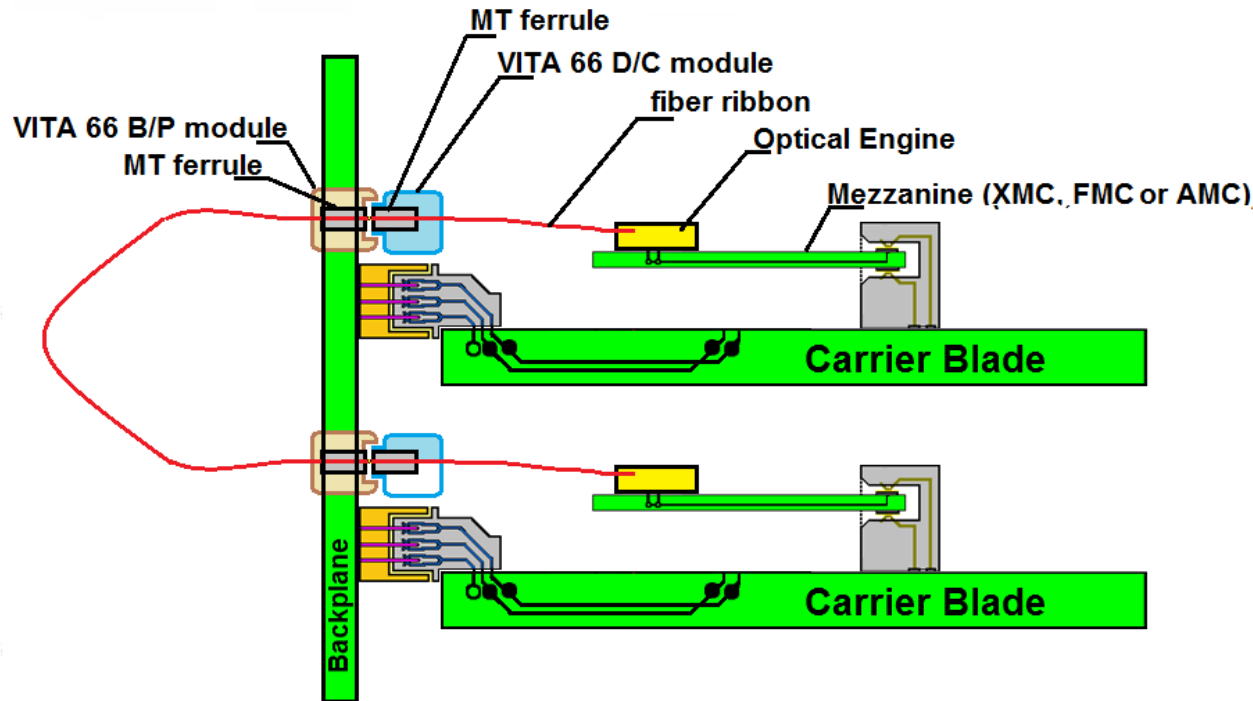 MT ferrule
VITA 66 D/C module
fiber ribbon
VITA 66 B/P module
Optical Engine
MT ferrule
Mezzanine (XMC, FMC or AMC)
Carrier Blade
Carrier Blade
Backplane